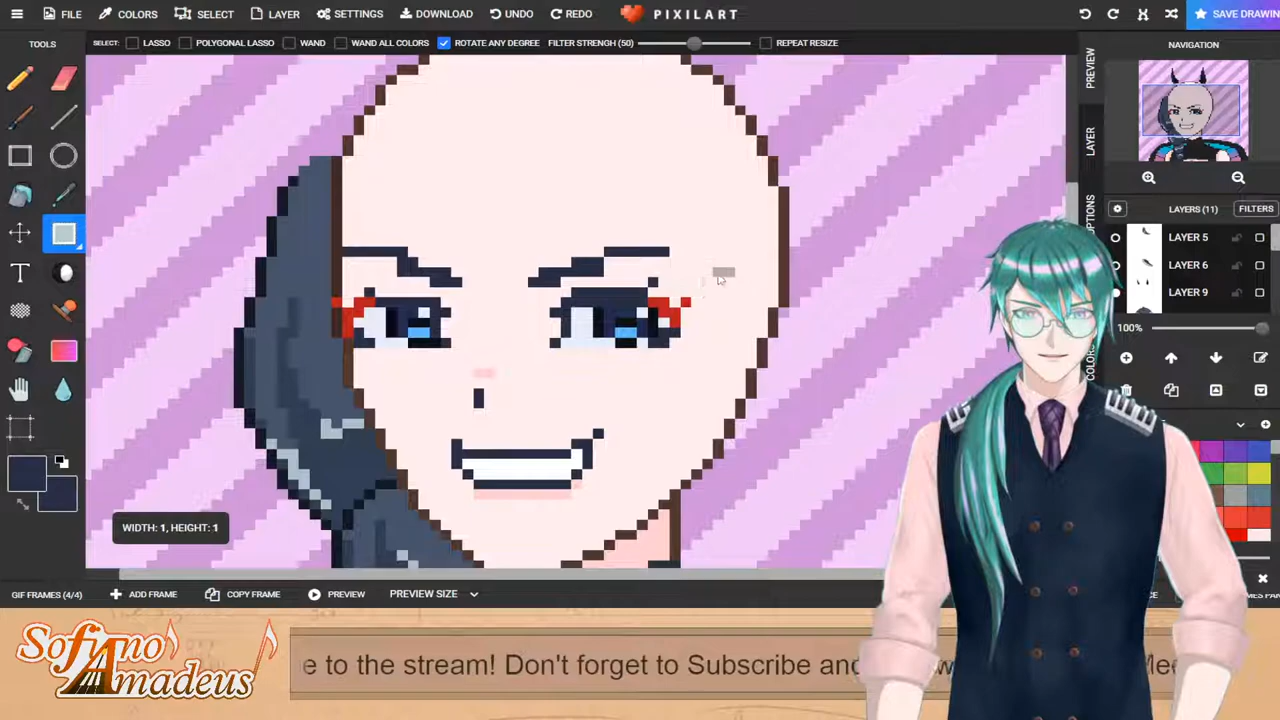 FILE COLORS SELECT LAYER SETTINGS DOWNLOAD UNDO REDO PIXILART SAVE DRAWIN
TOOLS
SELECT: LASSO POLYGONAL LASSO WAND WAND ALL COLORS ROTATE ANY DEGREE FILTER STRENGH (50) REPEAT RESIZE
NAVIGATION
PREVIEW
LAYER
LAYERS (11) FILTERS
LAYER 5
LAYER 6
LAYER 9
100%
WIDTH: 1, HEIGHT: 1
GIF FRAMES (4/4) ADD FRAME COPY FRAME PREVIEW PREVIEW SIZE
Sofiano
Amadeus
e to the stream! Don't forget to Subscribe and